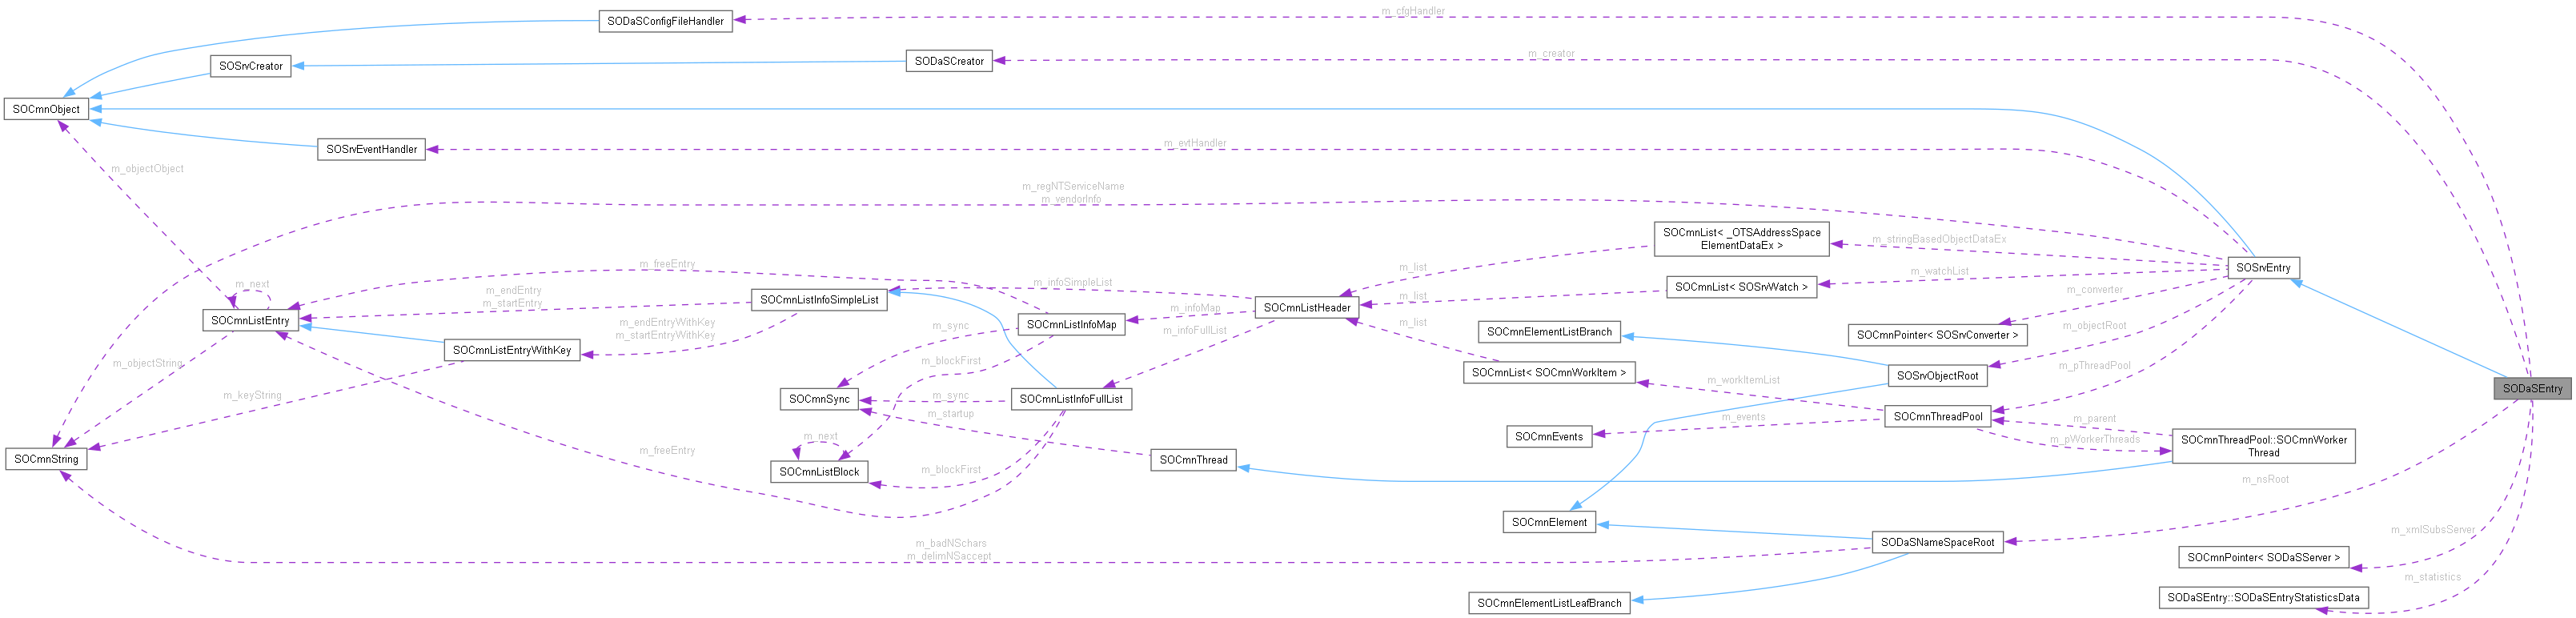 m_cfgHandler
SODaSConfigFileHandler
m_creator
SODaSCreator
SOSrvCreator
SOCmnObject
m_evtHandler
SOSrvEventHandler
m_objectObject
m_regNTServiceName
m_vendorInfo
SOCmnList< _OTSAddressSpace
ElementDataEx >
m_stringBasedObjectDataEx
SOSrvEntry
m_freeEntry
m_list
m_watchList
m_next
m_infoSimpleList
SOCmnList< SOSrvWatch >
m_converter
m_endEntry
m_startEntry
SOCmnListInfoSimpleList
m_list
SOCmnListHeader
m_infoMap
SOCmnListEntry
m_endEntryWithKey
m_startEntryWithKey
m_sync
SOCmnListInfoMap
m_infoFullList
m_list
SOCmnElementListBranch
SOCmnPointer< SOSrvConverter >
m_objectRoot
SOCmnListEntryWithKey
m_objectString
m_blockFirst
SOCmnList< SOCmnWorkItem >
SOSrvObjectRoot
m_pThreadPool
m_workItemList
SODaSEntry
m_keyString
SOCmnSync
m_sync
SOCmnListInfoFullList
m_startup
m_events
SOCmnThreadPool
m_parent
m_next
SOCmnEvents
m_pWorkerThreads
SOCmnThreadPool::SOCmnWorker
Thread
m_freeEntry
SOCmnString
SOCmnListBlock
m_blockFirst
SOCmnThread
m_nsRoot
SOCmnElement
m_xmlSubsServer
m_badNSchars
m_delimNSaccept
SODaSNameSpaceRoot
SOCmnPointer< SODaSServer >
m_statistics
SOCmnElementListLeafBranch
SODaSEntry::SODaSEntryStatisticsData